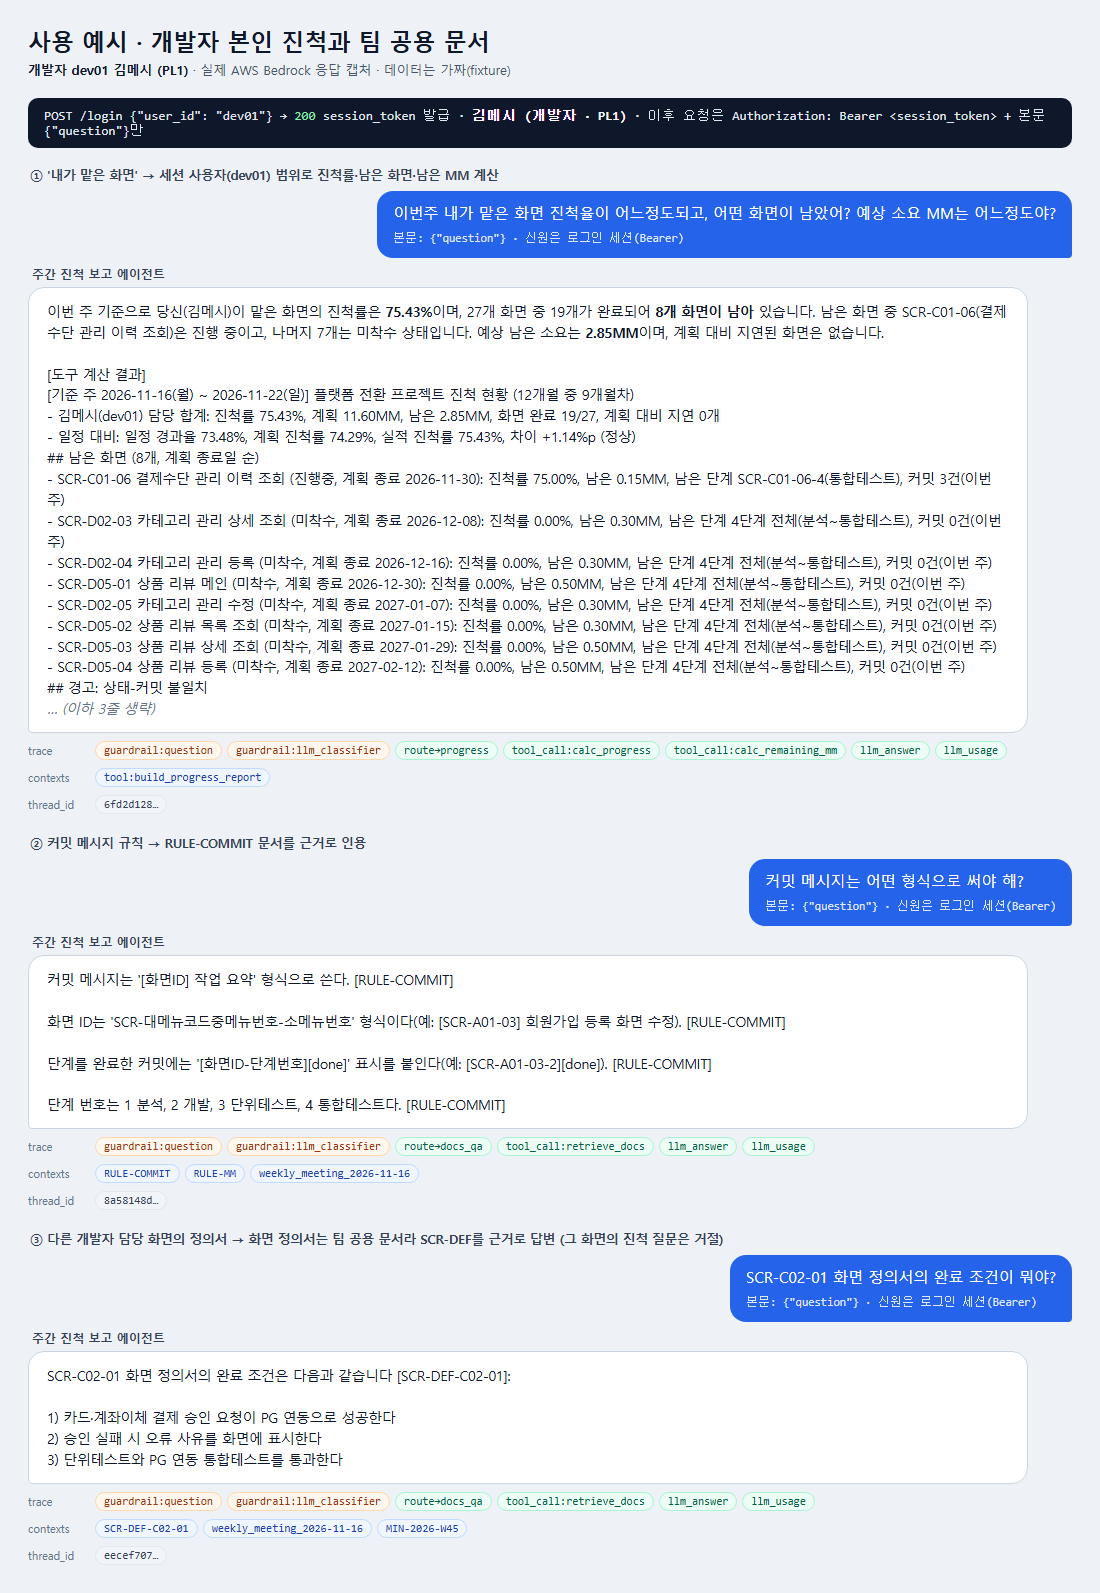 사용 예시 · 개발자 본인 진척과 팀 공용 문서
개발자 dev01 김메시 (PL1) · 실제 AWS Bedrock 응답 캡처 · 데이터는 가짜(fixture)
POST /login {"user_id": "dev01"} → 200 session_token 발급 · 김메시 (개발자 · PL1) · 이후 요청은 Authorization: Bearer <session_token> + 본문
{"question"}만
① '내가 맡은 화면' → 세션 사용자(dev01) 범위로 진척률·남은 화면·남은 MM 계산
이번주 내가 맡은 화면 진척율이 어느정도되고, 어떤 화면이 남았어? 예상 소요 MM는 어느정도야?
본문: {"question"} · 신원은 로그인 세션(Bearer)
주간 진척 보고 에이전트
이번 주 기준으로 당신(김메시)이 맡은 화면의 진척률은 75.43%이며, 27개 화면 중 19개가 완료되어 8개 화면이 남아 있습니다. 남은 화면 중 SCR-C01-06(결제
수단 관리 이력 조회)은 진행 중이고, 나머지 7개는 미착수 상태입니다. 예상 남은 소요는 2.85MM이며, 계획 대비 지연된 화면은 없습니다.
[도구 계산 결과]
[기준 주 2026-11-16(월) ~ 2026-11-22(일)] 플랫폼 전환 프로젝트 진척 현황 (12개월 중 9개월차)
- 김메시(dev01) 담당 합계: 진척률 75.43%, 계획 11.60MM, 남은 2.85MM, 화면 완료 19/27, 계획 대비 지연 0개
- 일정 대비: 일정 경과율 73.48%, 계획 진척률 74.29%, 실적 진척률 75.43%, 차이 +1.14%p (정상)
## 남은 화면 (8개, 계획 종료일 순)
- SCR-C01-06 결제수단 관리 이력 조회 (진행중, 계획 종료 2026-11-30): 진척률 75.00%, 남은 0.15MM, 남은 단계 SCR-C01-06-4(통합테스트), 커밋 3건(이번
주)
- SCR-D02-03 카테고리 관리 상세 조회 (미착수, 계획 종료 2026-12-08): 진척률 0.00%, 남은 0.30MM, 남은 단계 4단계 전체(분석~통합테스트), 커밋 0건(이번
주)
- SCR-D02-04 카테고리 관리 등록 (미착수, 계획 종료 2026-12-16): 진척률 0.00%, 남은 0.30MM, 남은 단계 4단계 전체(분석~통합테스트), 커밋 0건(이번 주)
- SCR-D05-01 상품 리뷰 메인 (미착수, 계획 종료 2026-12-30): 진척률 0.00%, 남은 0.50MM, 남은 단계 4단계 전체(분석~통합테스트), 커밋 0건(이번 주)
- SCR-D02-05 카테고리 관리 수정 (미착수, 계획 종료 2027-01-07): 진척률 0.00%, 남은 0.30MM, 남은 단계 4단계 전체(분석~통합테스트), 커밋 0건(이번 주)
- SCR-D05-02 상품 리뷰 목록 조회 (미착수, 계획 종료 2027-01-15): 진척률 0.00%, 남은 0.30MM, 남은 단계 4단계 전체(분석~통합테스트), 커밋 0건(이번 주)
- SCR-D05-03 상품 리뷰 상세 조회 (미착수, 계획 종료 2027-01-29): 진척률 0.00%, 남은 0.50MM, 남은 단계 4단계 전체(분석~통합테스트), 커밋 0건(이번 주)
- SCR-D05-04 상품 리뷰 등록 (미착수, 계획 종료 2027-02-12): 진척률 0.00%, 남은 0.50MM, 남은 단계 4단계 전체(분석~통합테스트), 커밋 0건(이번 주)
## 경고: 상태-커밋 불일치
... (이하 3줄 생략)
trace guardrail:question guardrail:llm_classifier route→progress tool_call:calc_progress tool_call:calc_remaining_mm llm_answer llm_usage
contexts tool:build_progress_report
thread_id 6fd2d128…
② 커밋 메시지 규칙 → RULE-COMMIT 문서를 근거로 인용
커밋 메시지는 어떤 형식으로 써야 해?
본문: {"question"} · 신원은 로그인 세션(Bearer)
주간 진척 보고 에이전트
커밋 메시지는 '[화면ID] 작업 요약' 형식으로 쓴다. [RULE-COMMIT]
화면 ID는 'SCR-대메뉴코드중메뉴번호-소메뉴번호' 형식이다(예: [SCR-A01-03] 회원가입 등록 화면 수정). [RULE-COMMIT]
단계를 완료한 커밋에는 '[화면ID-단계번호][done]' 표시를 붙인다(예: [SCR-A01-03-2][done]). [RULE-COMMIT]
단계 번호는 1 분석, 2 개발, 3 단위테스트, 4 통합테스트다. [RULE-COMMIT]
trace guardrail:question guardrail:llm_classifier route→docs_qa tool_call:retrieve_docs llm_answer llm_usage
contexts RULE-COMMIT RULE-MM weekly_meeting_2026-11-16
thread_id 8a58148d…
③ 다른 개발자 담당 화면의 정의서 → 화면 정의서는 팀 공용 문서라 SCR-DEF를 근거로 답변 (그 화면의 진척 질문은 거절)
SCR-C02-01 화면 정의서의 완료 조건이 뭐야?
본문: {"question"} · 신원은 로그인 세션(Bearer)
주간 진척 보고 에이전트
SCR-C02-01 화면 정의서의 완료 조건은 다음과 같습니다 [SCR-DEF-C02-01]:
1) 카드·계좌이체 결제 승인 요청이 PG 연동으로 성공한다
2) 승인 실패 시 오류 사유를 화면에 표시한다
3) 단위테스트와 PG 연동 통합테스트를 통과한다
trace guardrail:question guardrail:llm_classifier route→docs_qa tool_call:retrieve_docs llm_answer llm_usage
contexts SCR-DEF-C02-01 weekly_meeting_2026-11-16 MIN-2026-W45
thread_id eecef707…